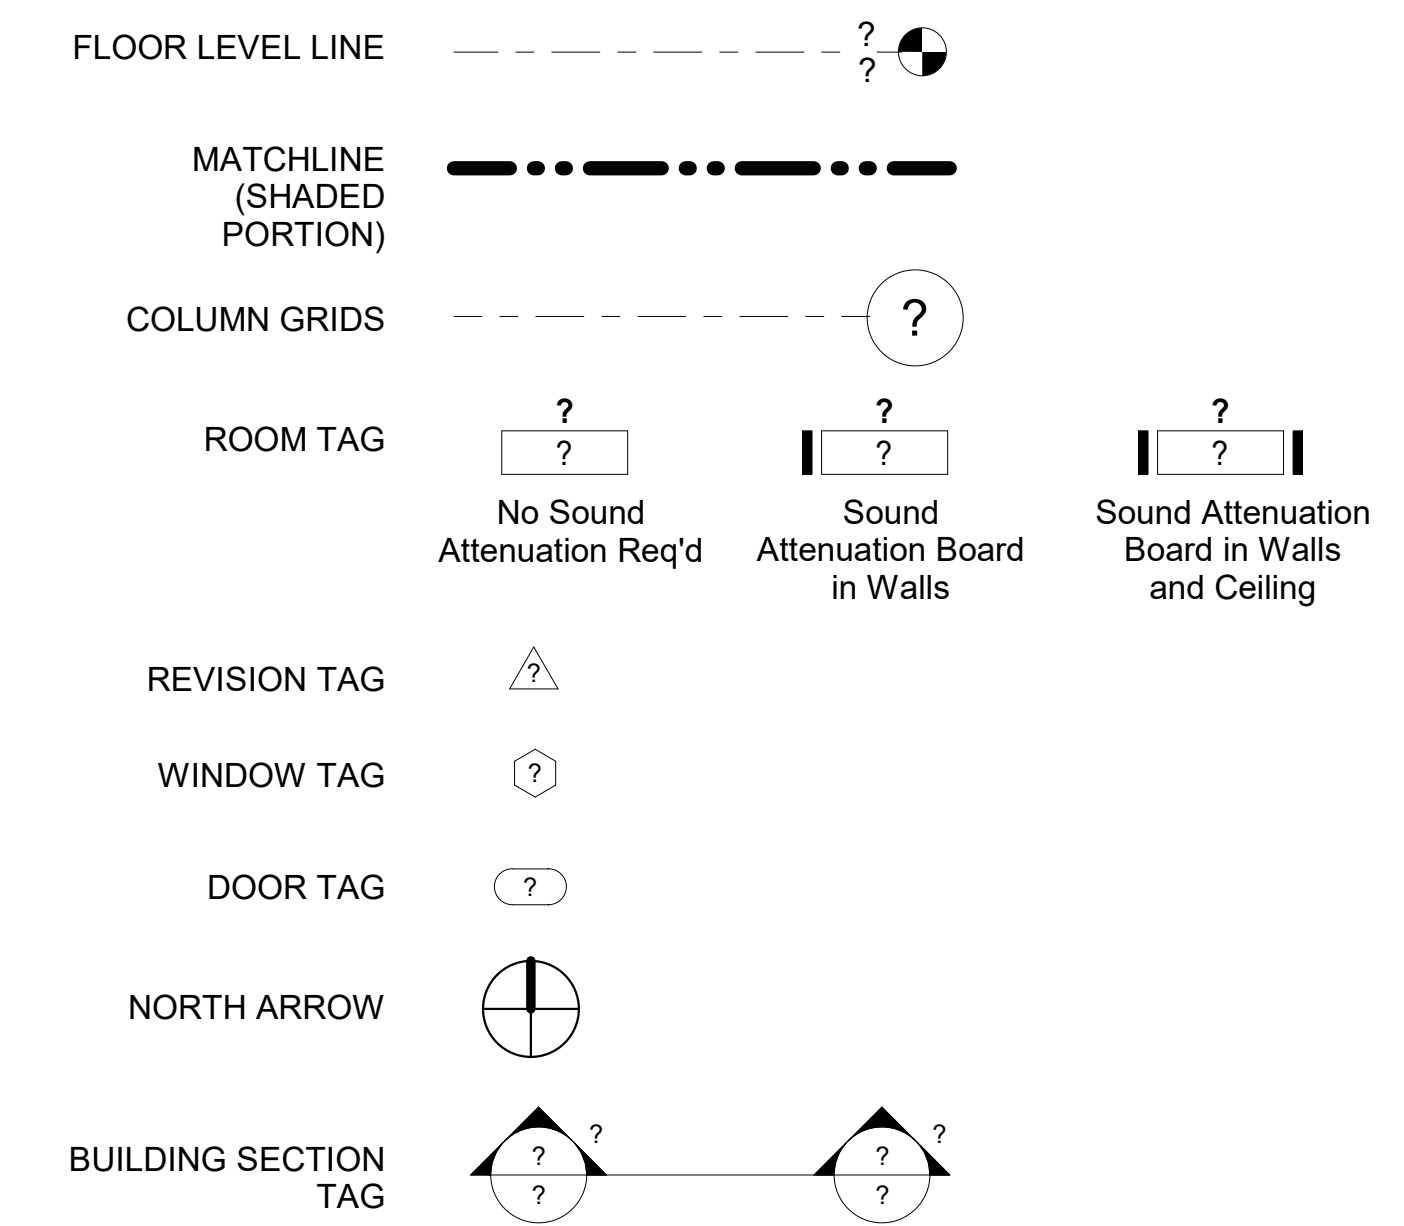 FLOOR LEVEL LINE
?
?
MATCHLINE
(SHADED
PORTION)
COLUMN GRIDS
?
ROOM TAG
?
?
?
?
?
?
No Sound
Attenuation Req'd
Sound
Attenuation Board
in Walls
Sound Attenuation
Board in Walls
and Ceiling
REVISION TAG
?
WINDOW TAG
?
DOOR TAG
?
NORTH ARROW
BUILDING SECTION
TAG
?
?
?
?
?
?